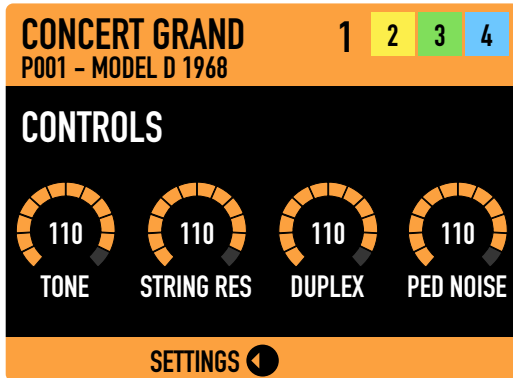 CONCERT GRAND 1 2 3 4
P001 – MODEL D 1968
CONTROLS
110 110 110 110
TONE STRING RES DUPLEX PED NOISE
SETTINGS